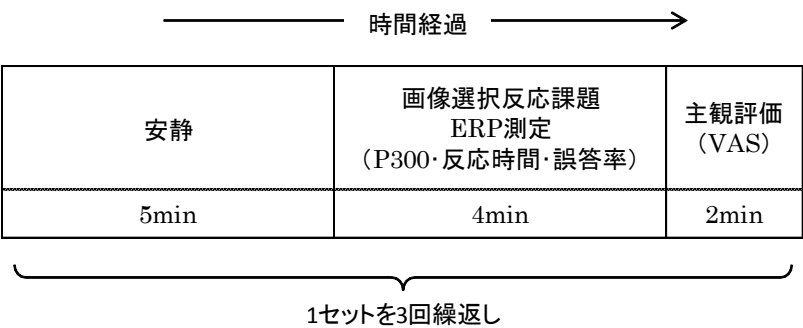 時間経過
安静
画像選択反応課題
ERP測定
(P300･反応時間･誤答率)
主観評価
(VAS)
5min
4min
2min
1セットを3回繰返し